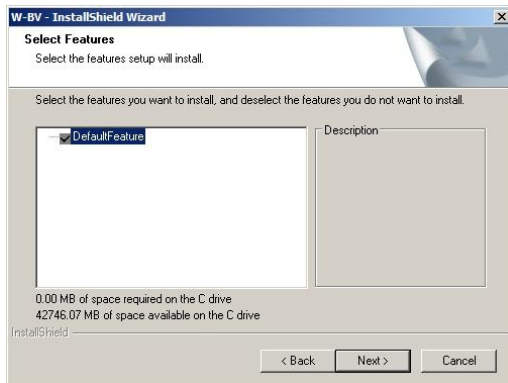 W-BV - InstallShield Wizard
Select Features
Select the features setup will install.
Select the features you want to install, and deselect the features you do not want to install.
DefaultFeature
Description
0.00 MB of space required on the C drive
42746.07 MB of space available on the C drive
InstallShield
< Back
Next >
Cancel